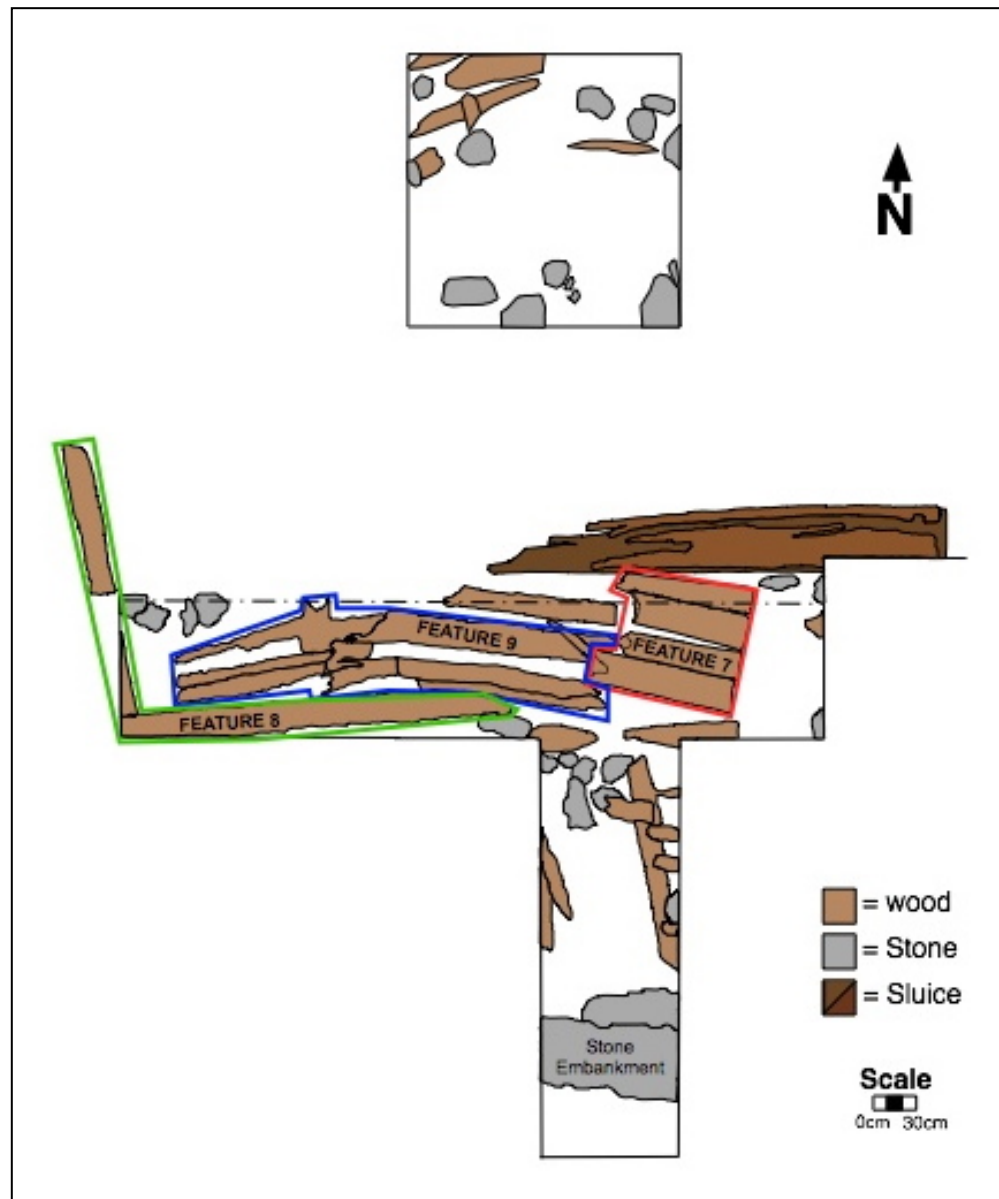 N
FEATURE 9
FEATURE 7
FEATURE 8
= wood
= Stone
= Sluice
Stone
Embankment
Scale
0cm 30cm